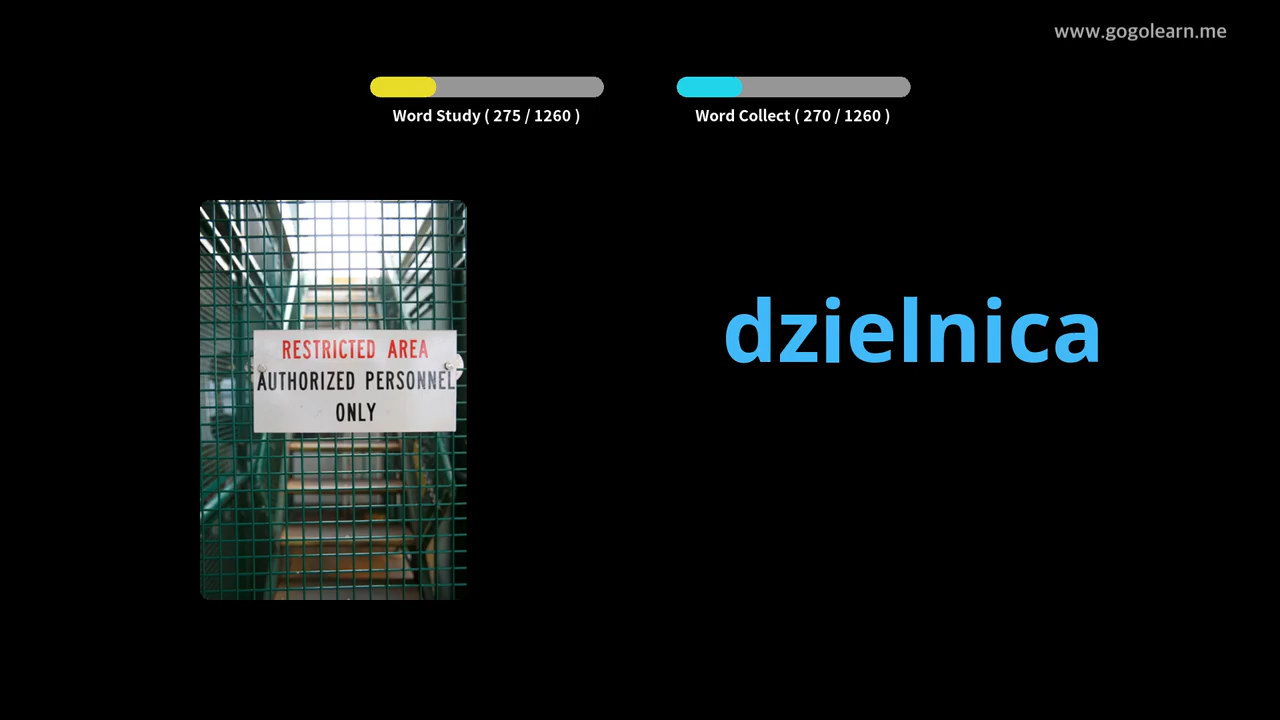 www.gogolearn.me
Word Study ( 275 / 1260 )
Word Collect ( 270 / 1260 )
RESTRICTED AREA
AUTHORIZED PERSONNEL
ONLY
dzielnica